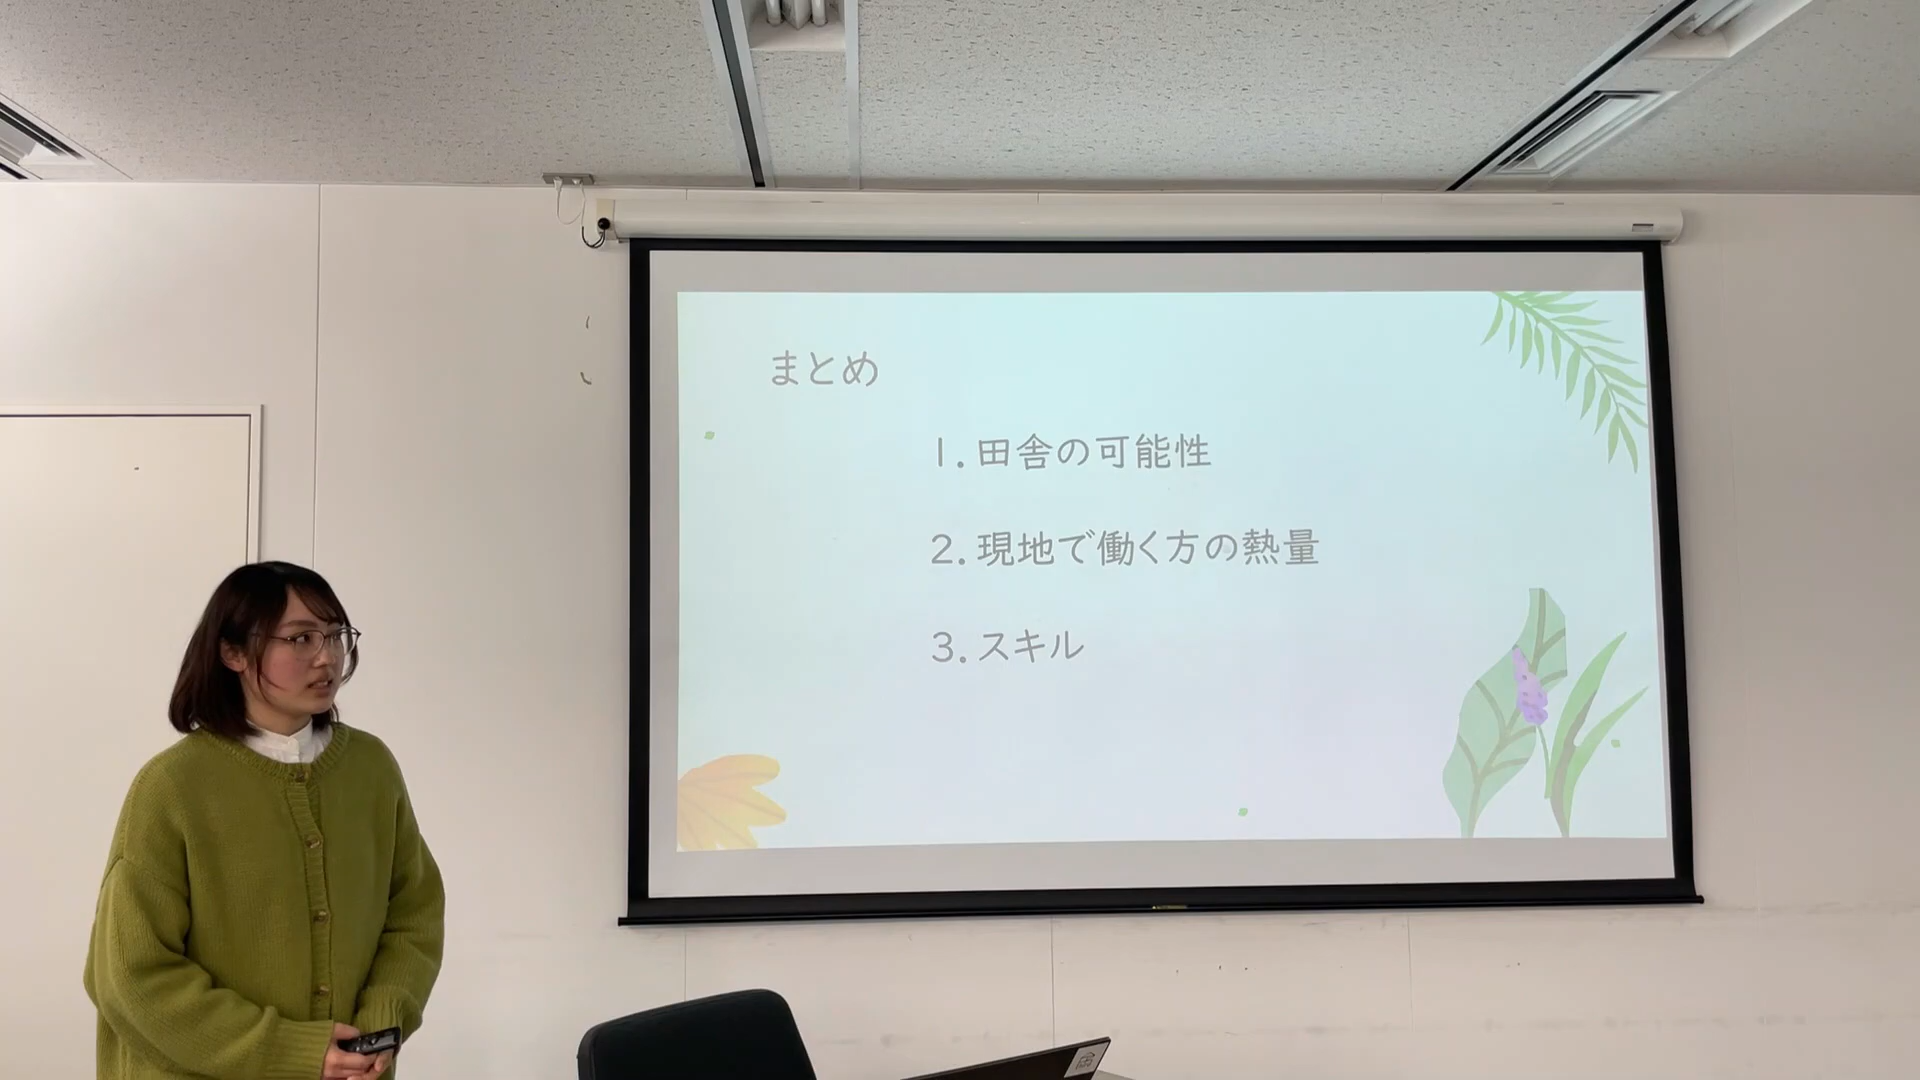 まとめ
1. 田舎の可能性
2. 現地で働く方の熱量
3. スキル